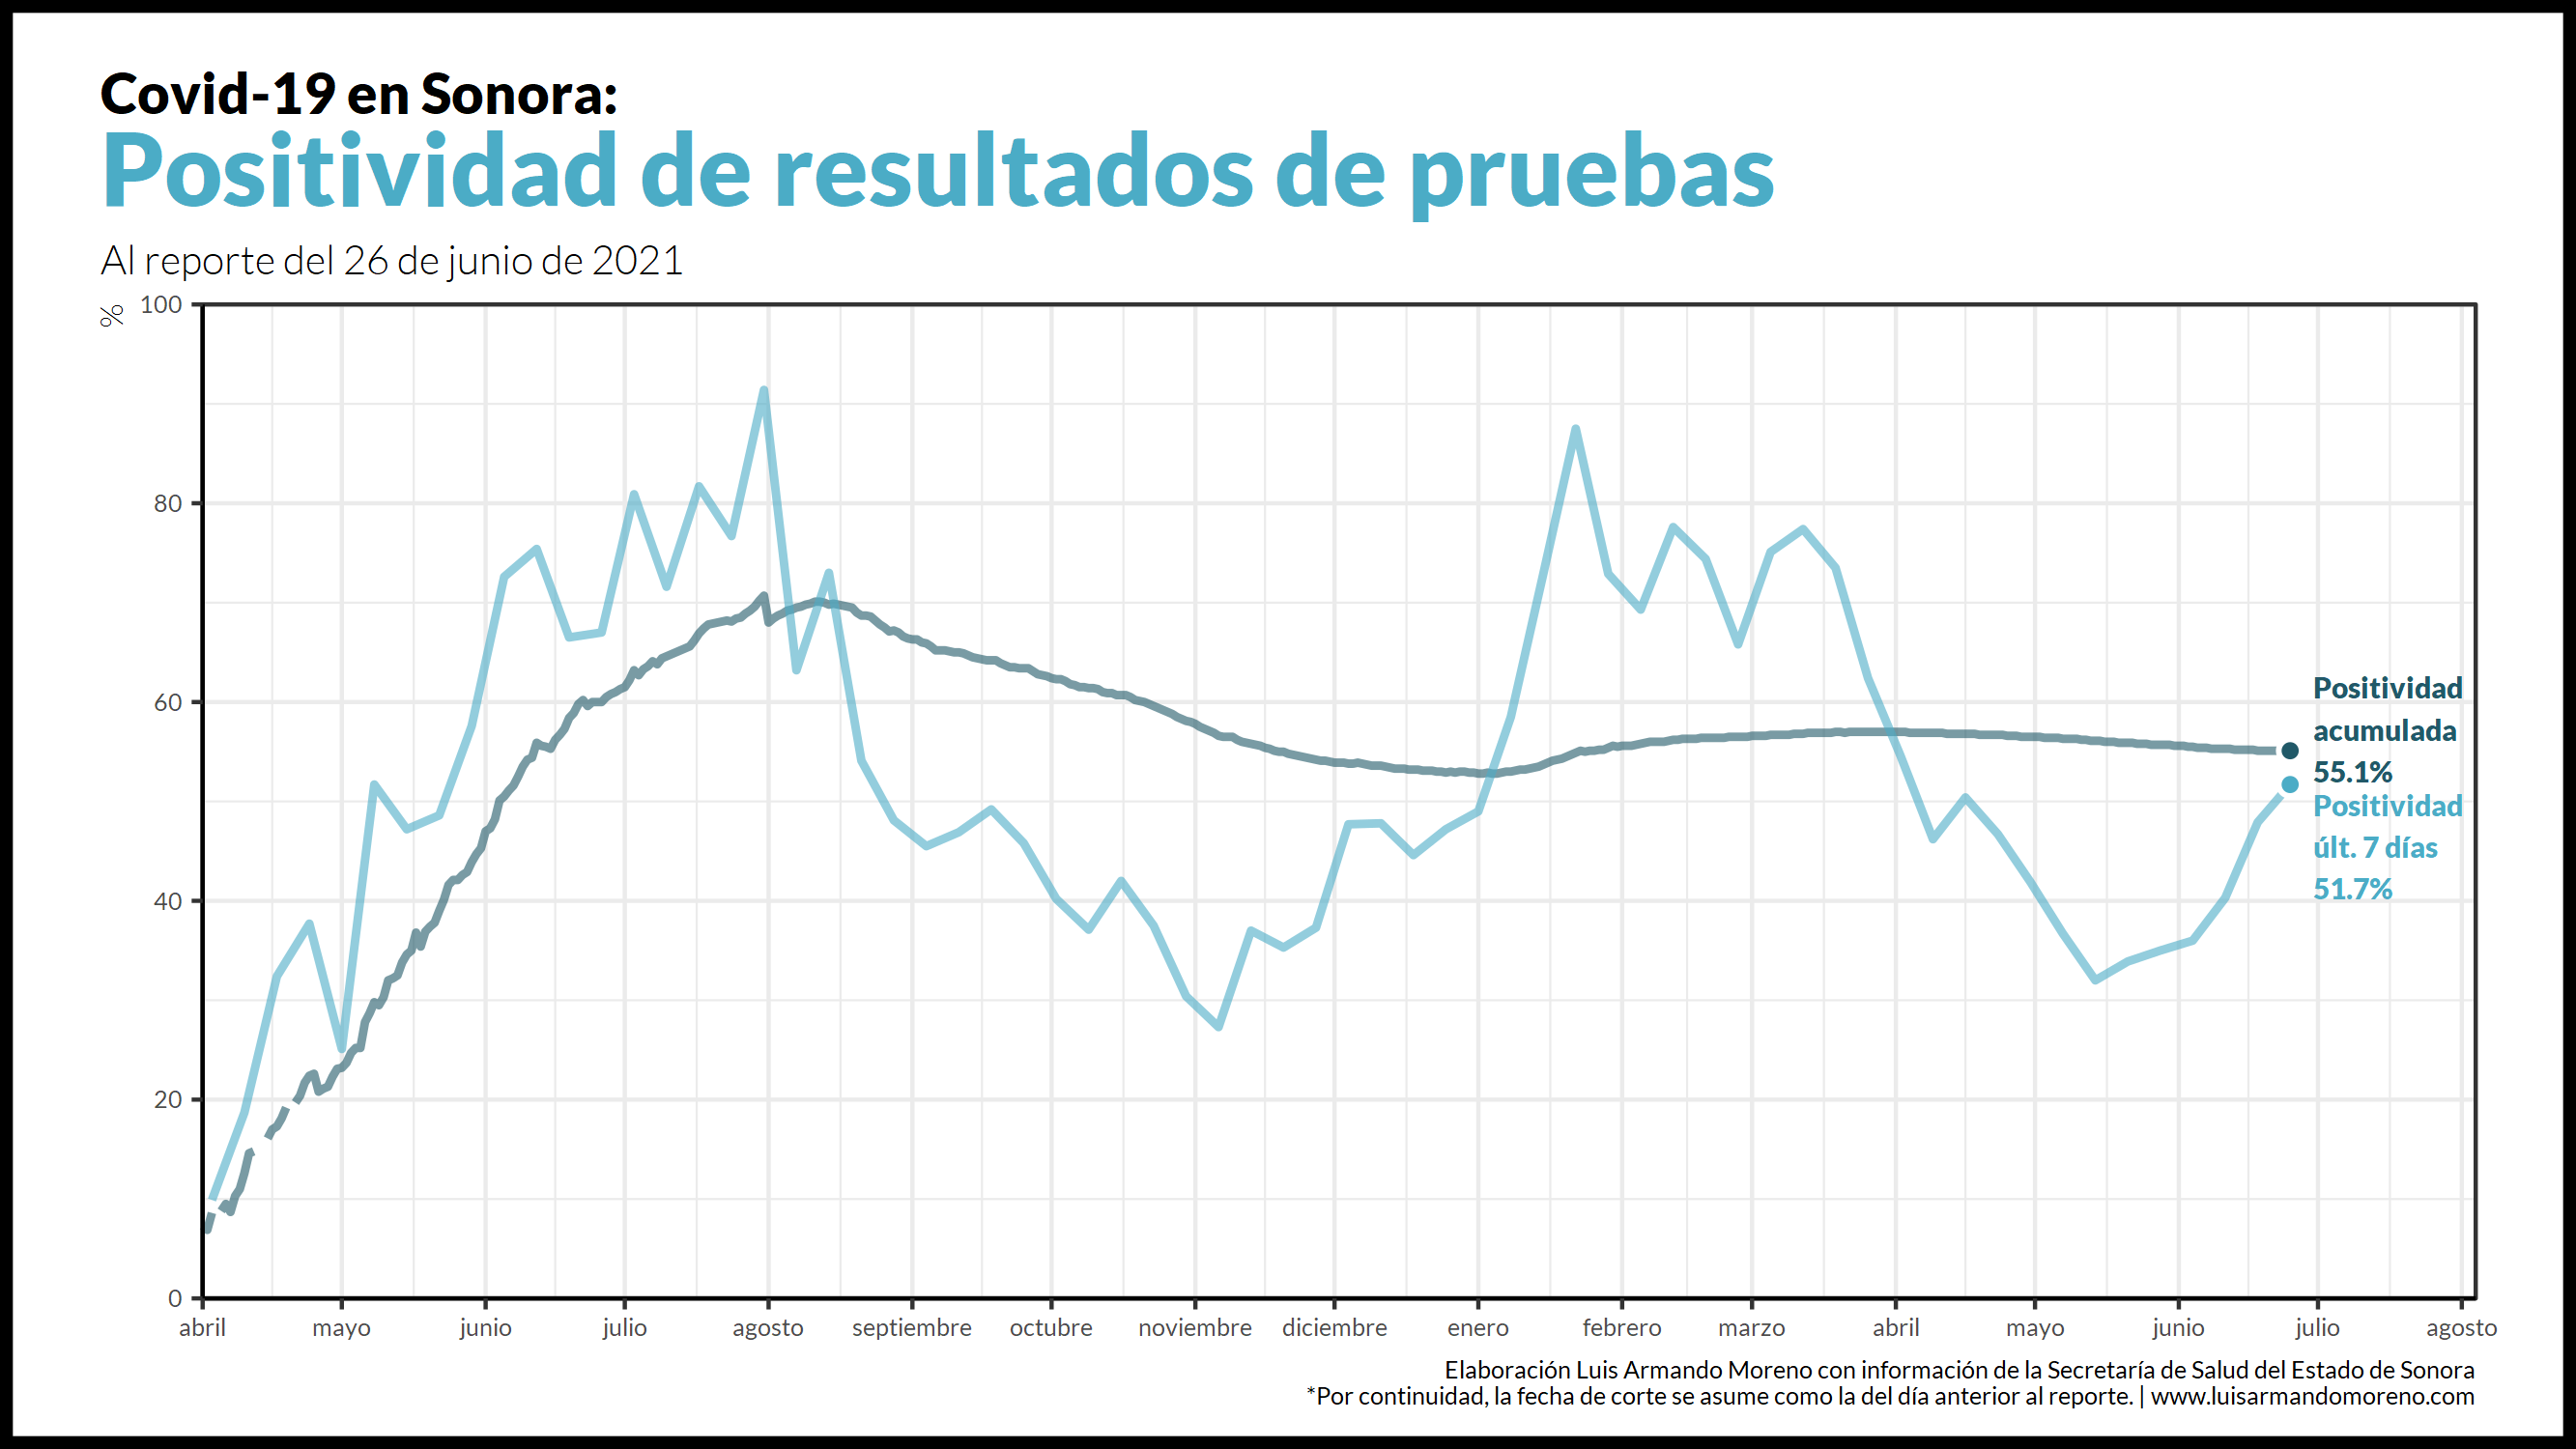 Covid-19 en Sonora:
Positividad de resultados de pruebas
Al reporte del 26 de junio de 2021
%
100
80
60
40
20
0
Positividad
acumulada
55.1%
Positividad
últ. 7 días
51.7%
abril mayo junio julio agosto septiembre octubre noviembre diciembre enero febrero marzo abril mayo junio julio agosto
Elaboración Luis Armando Moreno con información de la Secretaría de Salud del Estado de Sonora
*Por continuidad, la fecha de corte se asume como la del día anterior al reporte. | www.luisarmandomoreno.com